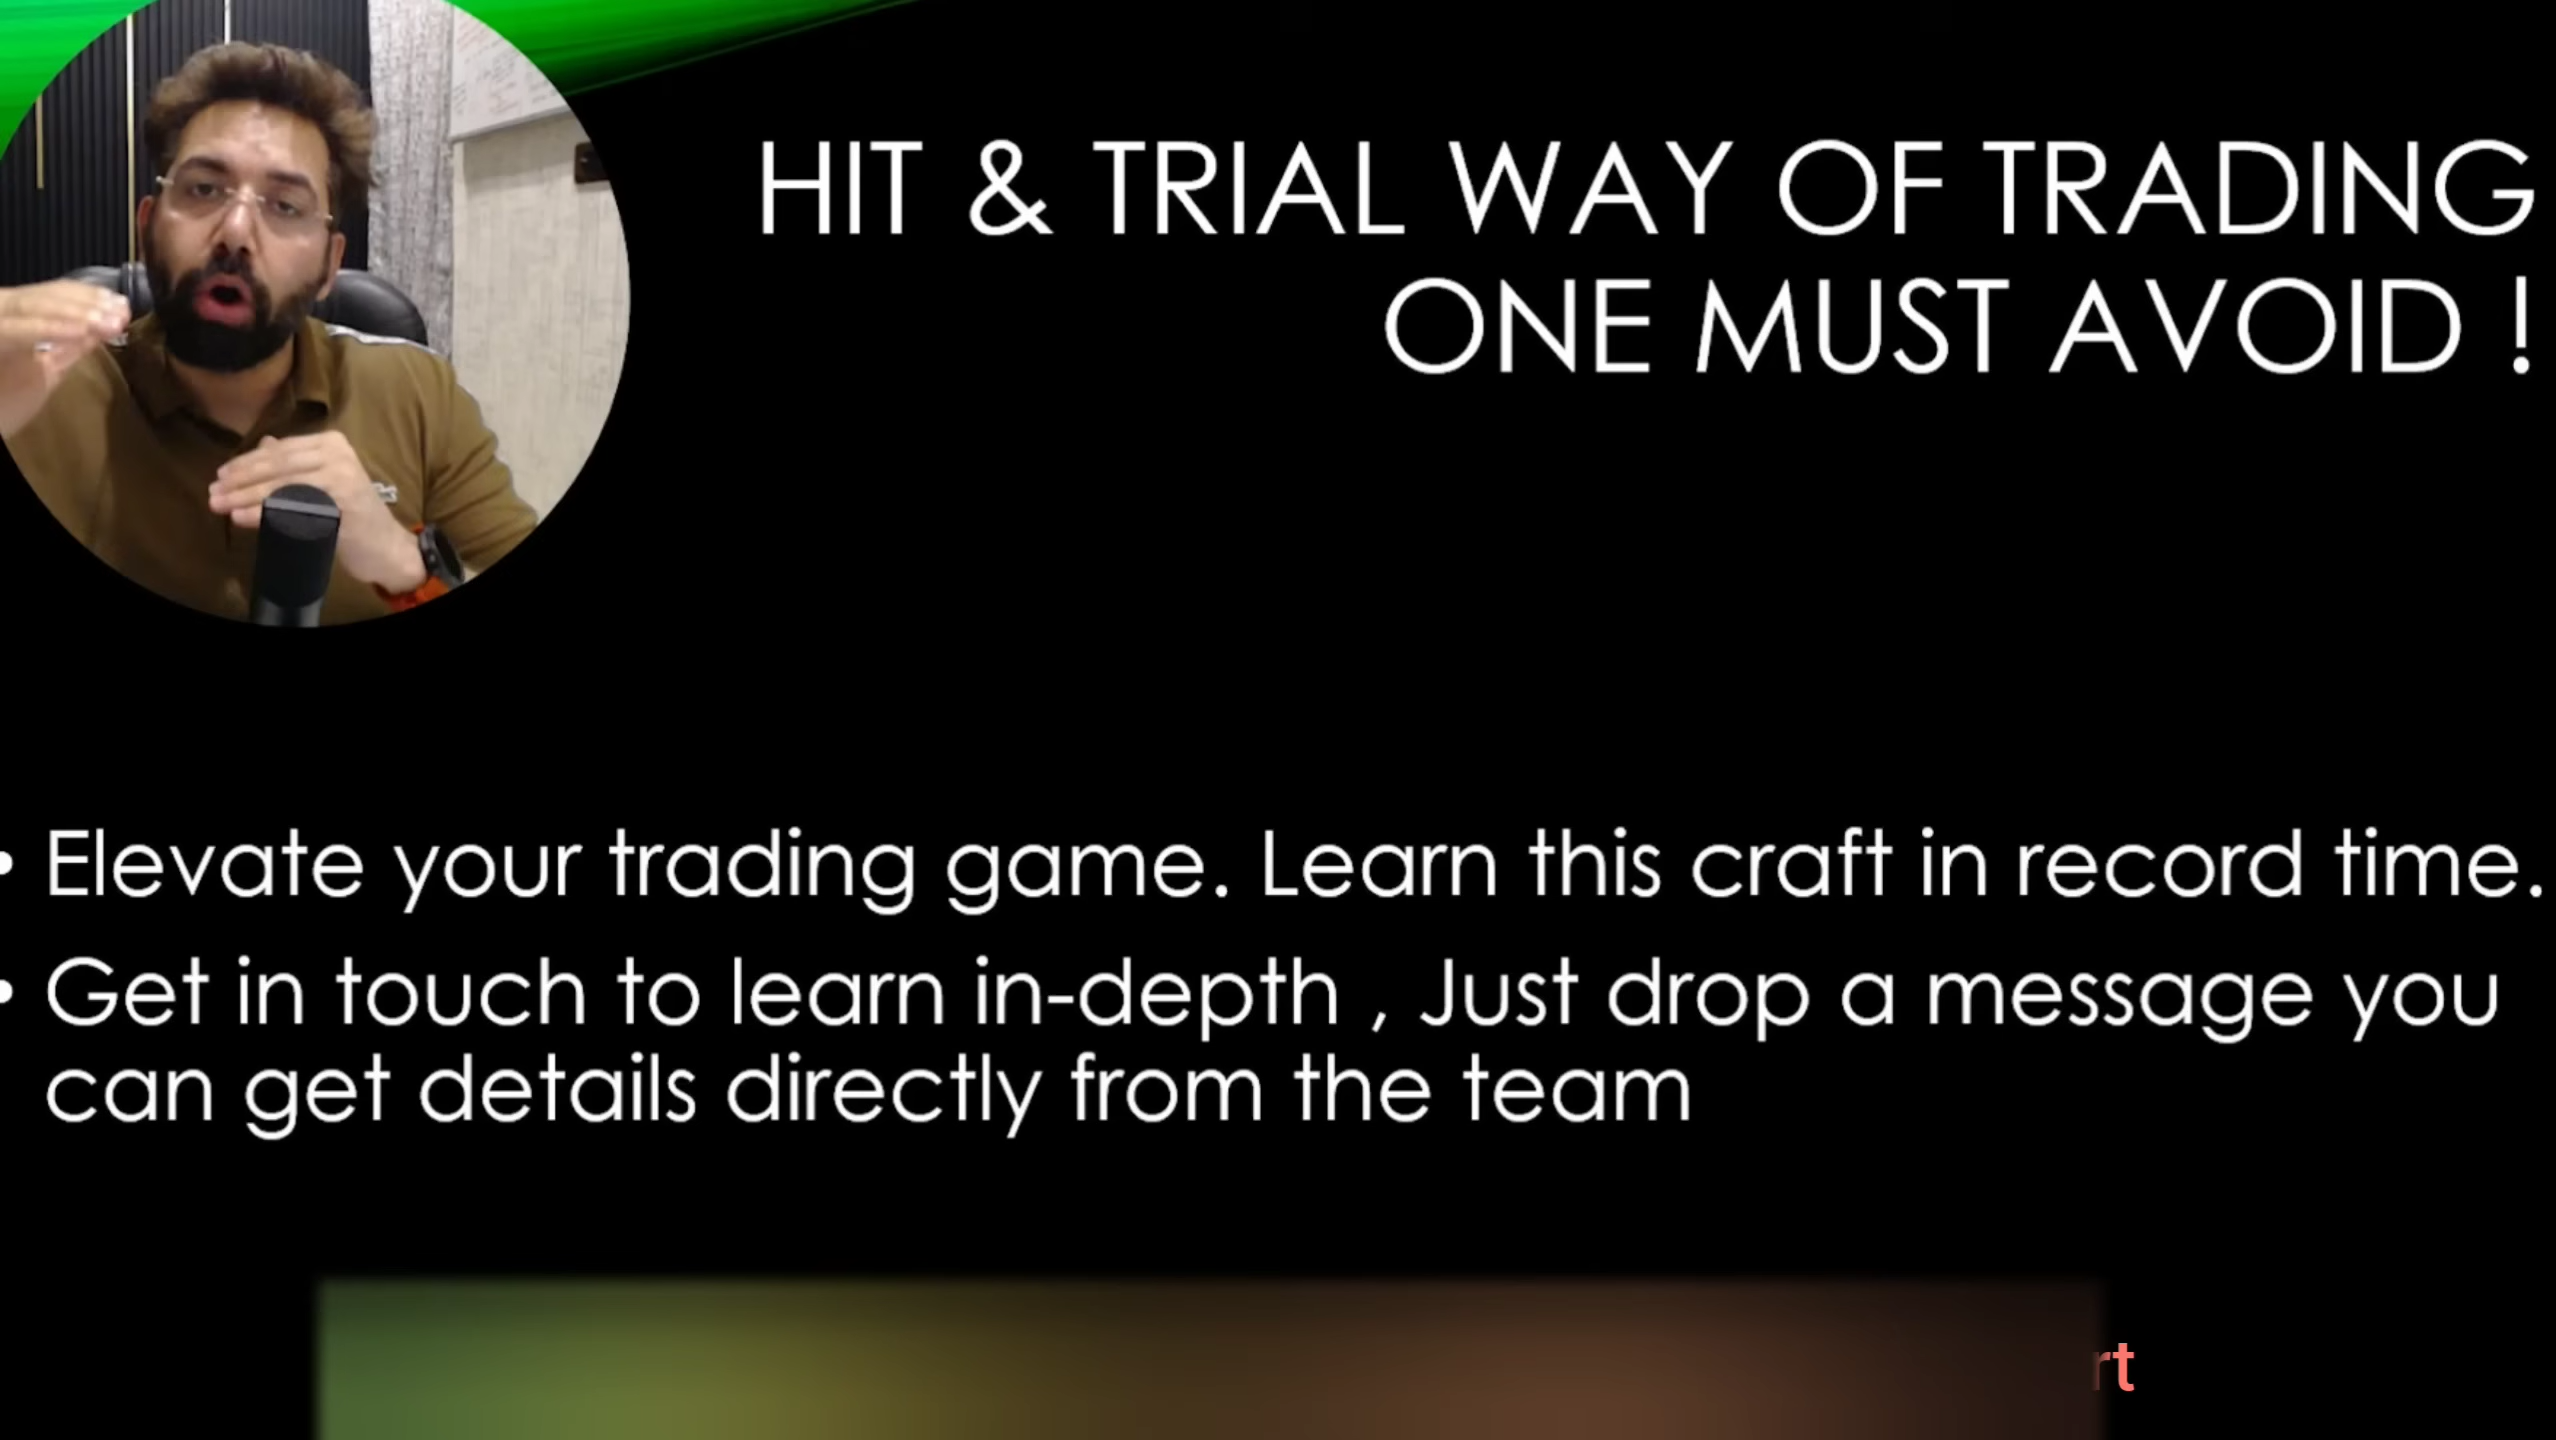 HIT & TRIAL WAY OF TRADING
ONE MUST AVOID !
• Elevate your trading game. Learn this craft in record time.
• Get in touch to learn in-depth , Just drop a message you
can get details directly from the team